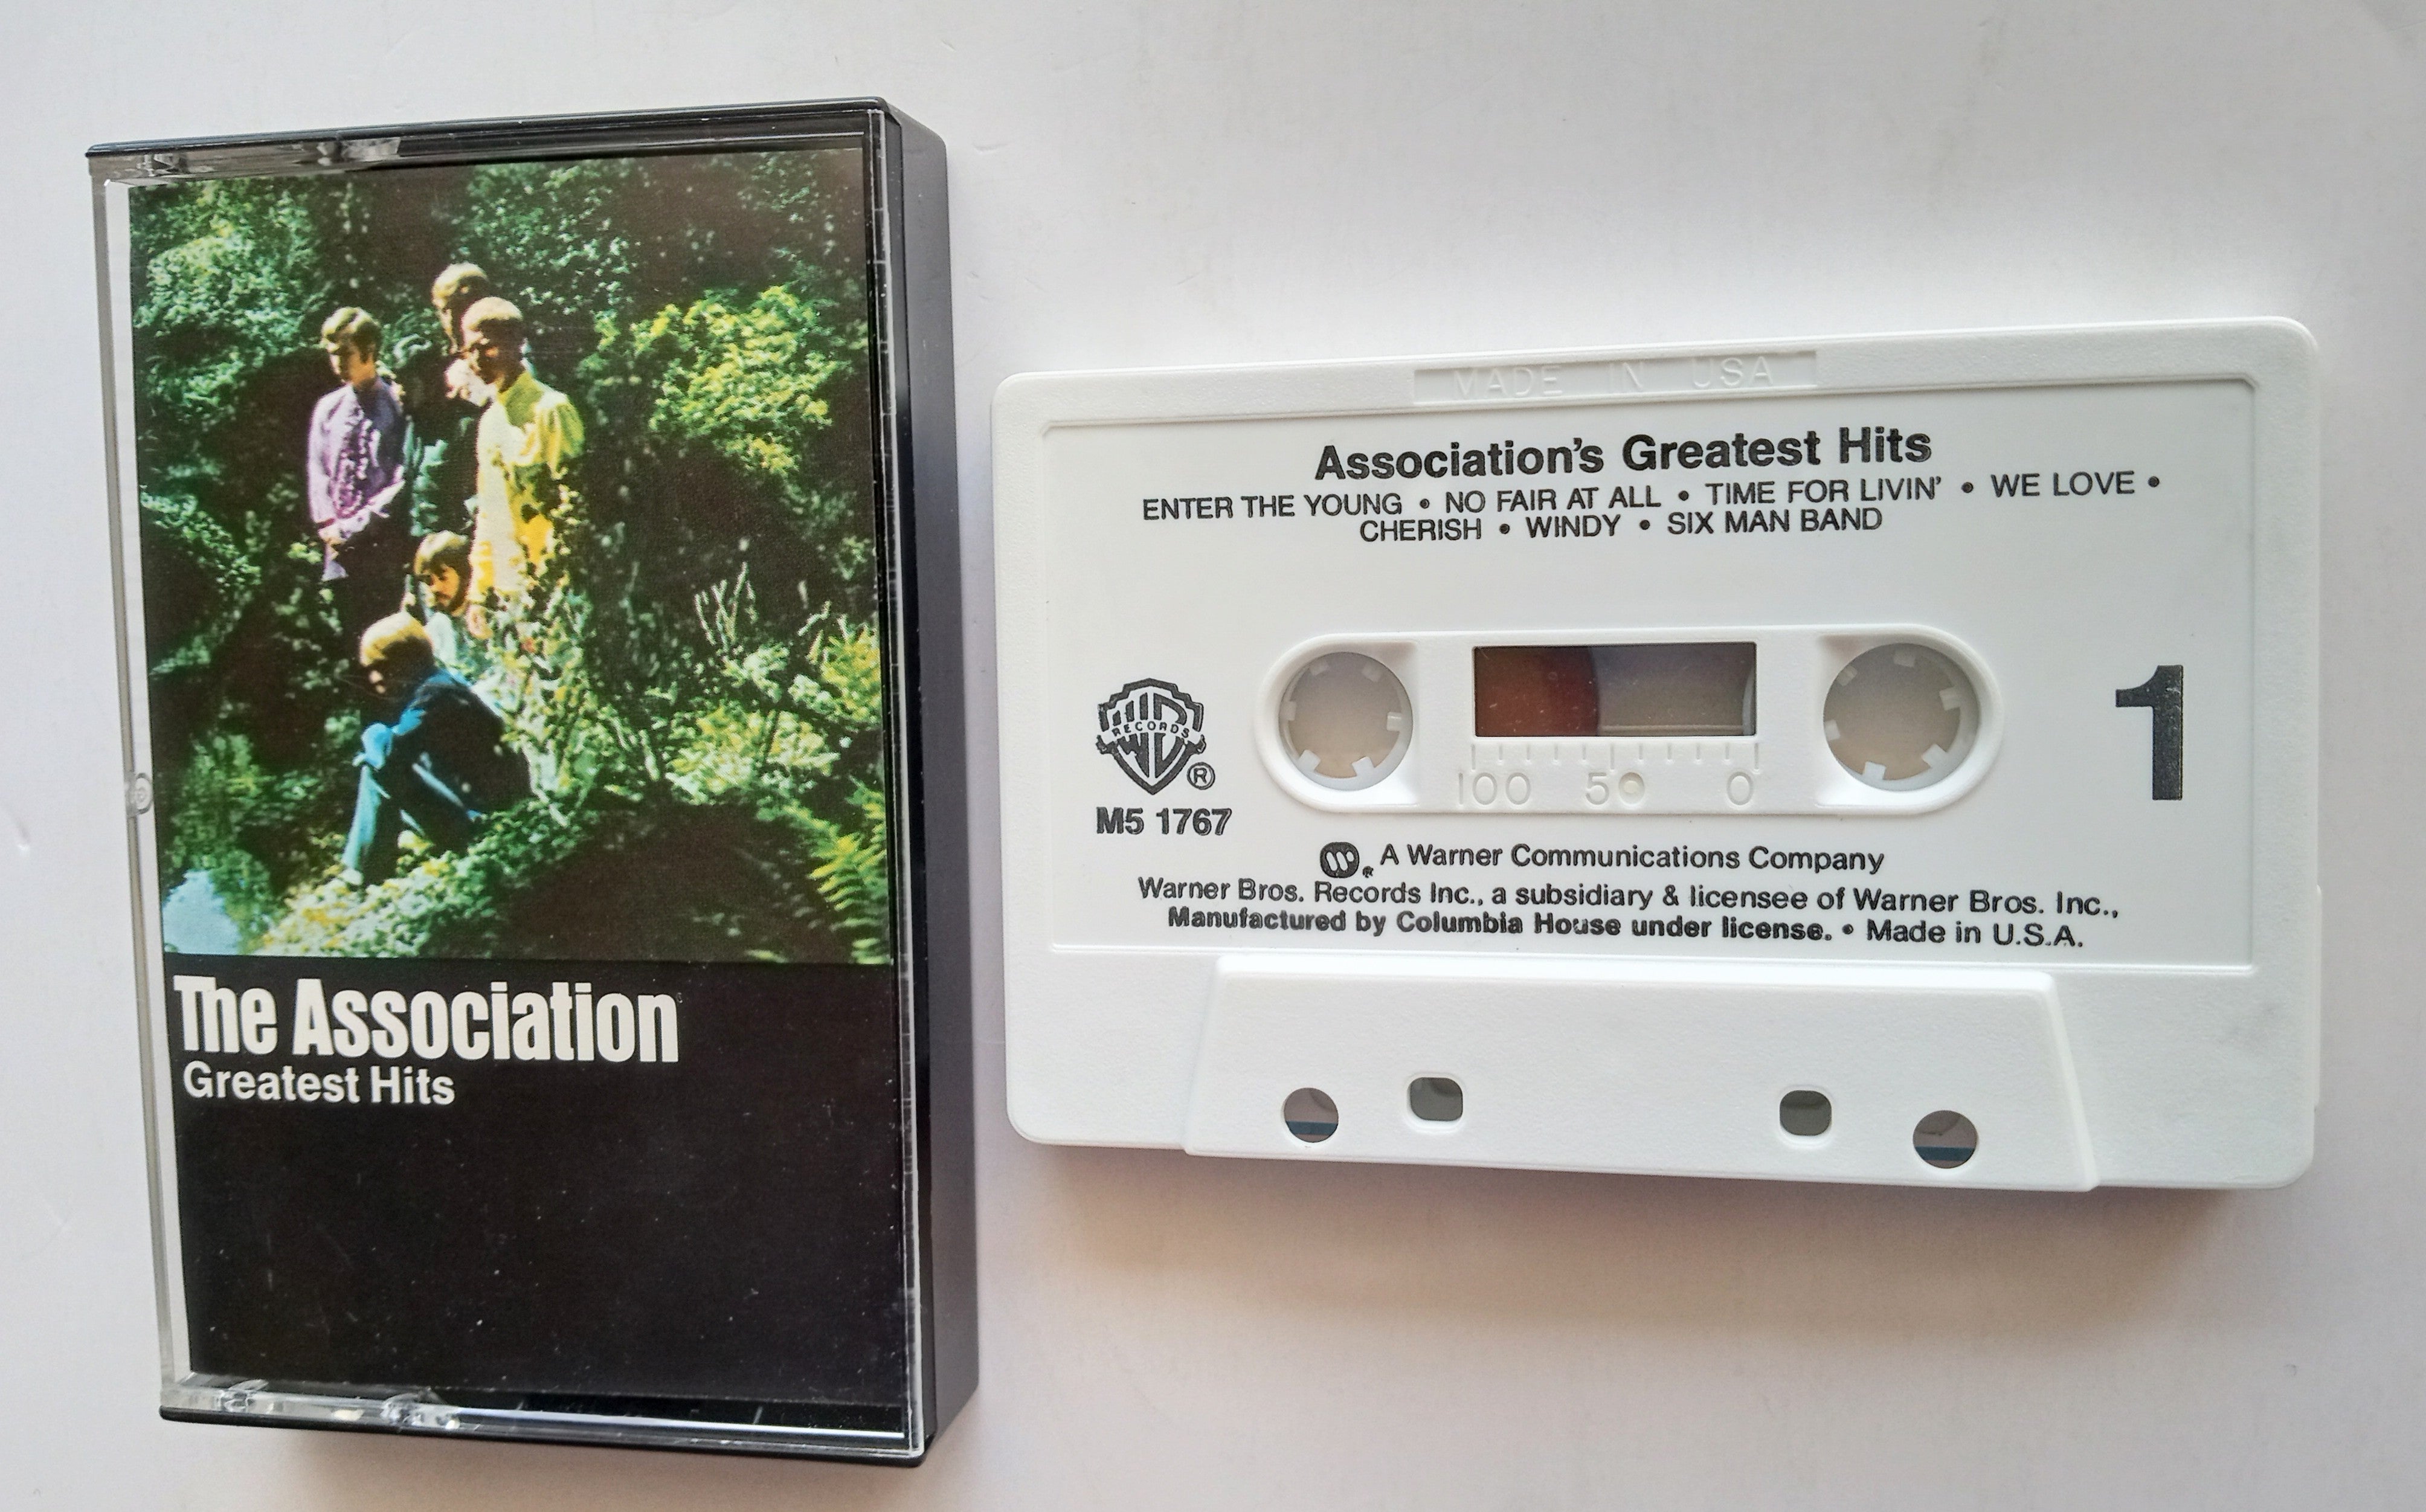 The Association
Greatest Hits
MADE IN USA
Association's Greatest Hits
ENTER THE YOUNG • NO FAIR AT ALL • TIME FOR LIVIN' • WE LOVE •
CHERISH • WINDY • SIX MAN BAND
WB RECORDS ®
M5 1767
100 50 0
1
W® A Warner Communications Company
Warner Bros. Records Inc., a subsidiary & licensee of Warner Bros. Inc.,
Manufactured by Columbia House under license. • Made in U.S.A.